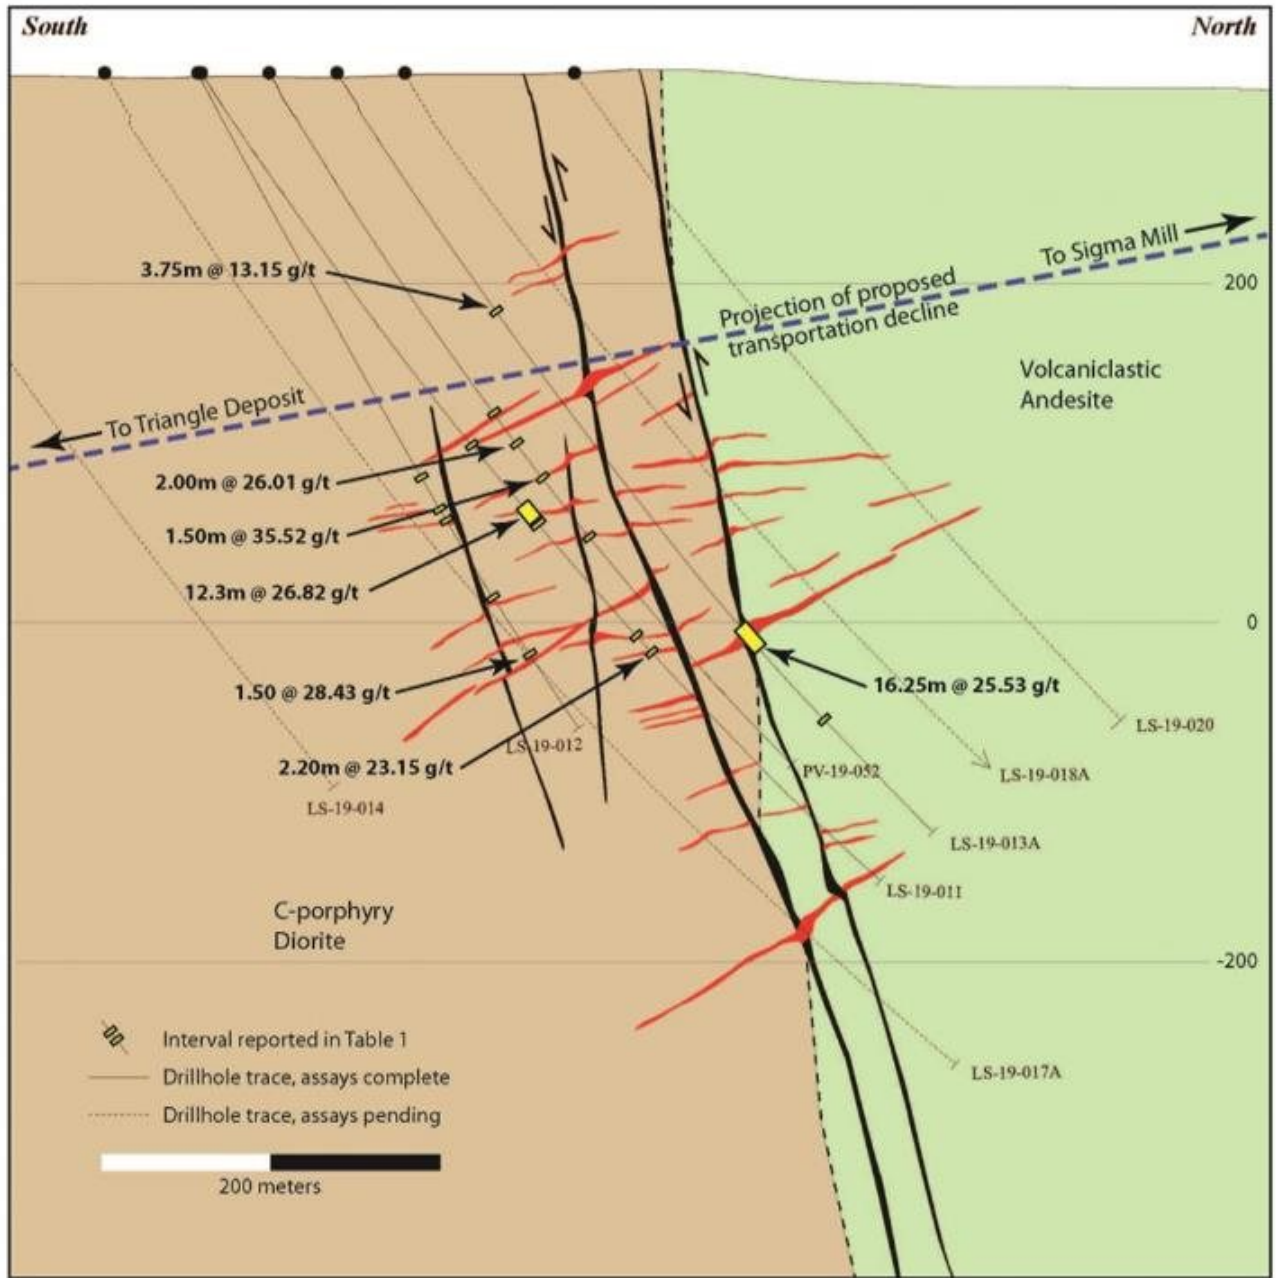 South
North
To Sigma Mill
3.75m @ 13.15 g/t
200
Projection of proposed
transportation decline
Volcaniclastic
Andesite
To Triangle Deposit
2.00m @ 26.01 g/t
1.50m @ 35.52 g/t
12.3m @ 26.82 g/t
0
1.50 @ 28.43 g/t
16.25m @ 25.53 g/t
LS-19-020
LS-19-012
2.20m @ 23.15 g/t
PV-19-052
LS-19-018A
LS-19-014
LS-19-013A
LS-19-011
C-porphyry
Diorite
-200
Interval reported in Table 1
LS-19-017A
Drillhole trace, assays complete
Drillhole trace, assays pending
200 meters